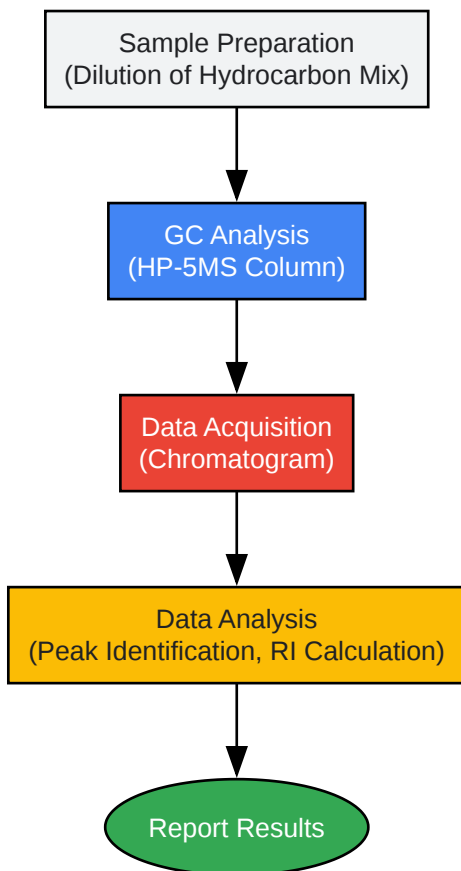 Sample Preparation
(Dilution of Hydrocarbon Mix)
GC Analysis
(HP-5MS Column)
Data Acquisition
(Chromatogram)
Data Analysis
(Peak Identification, RI Calculation)
Report Results